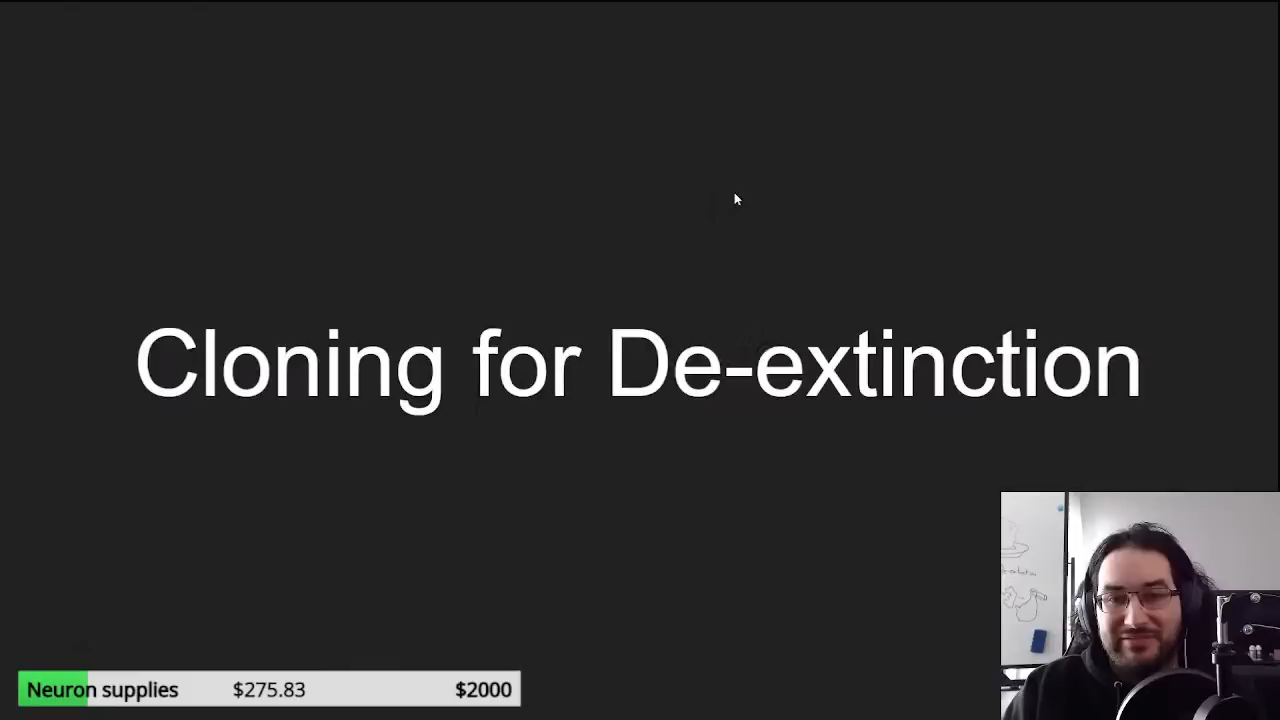 Cloning for De-extinction
Neuron supplies $275.83 $2000